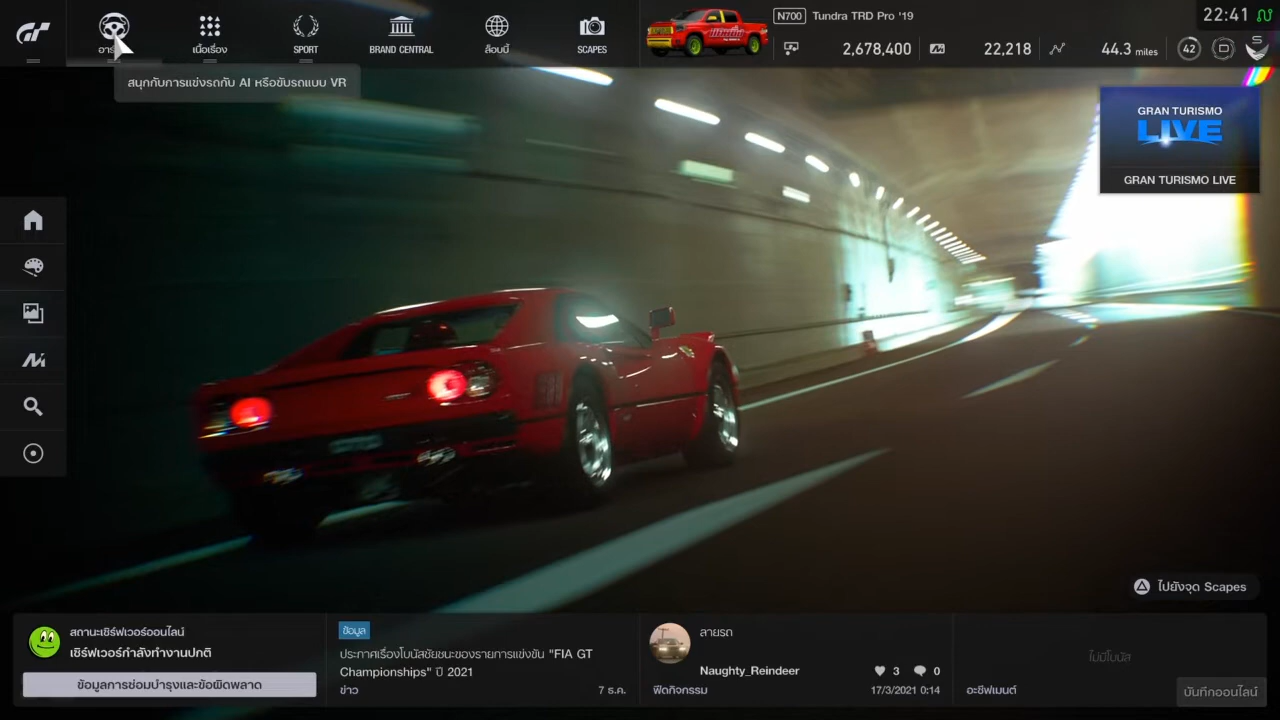 N700 Tundra TRD Pro '19
22:41
2,678,400
22,218
44.3 miles
42
S
เนื้อเรื่อง
SPORT
BRAND CENTRAL
ล็อบบี้
SCAPES
สนุกกับการแข่งรถกับ AI หรือขับรถแบบ VR
GRAN TURISMO
LIVE
GRAN TURISMO LIVE
ไปยังจุด Scapes
สถานะเซิร์ฟเวอร์ออนไลน์
เซิร์ฟเวอร์กำลังทำงานปกติ
ข้อมูลการซ่อมบำรุงและข้อผิดพลาด
ข้อมูล
ประกาศเรื่องโบนัสชัยชนะของรายการแข่งขัน "FIA GT
Championships" ปี 2021
ข่าว
7 ธ.ค.
ลายรถ
Naughty_Reindeer
3
0
ฟีดกิจกรรม
17/3/2021 0:14
ไม่มีโบนัส
อะชีฟเมนต์
บันทึกออนไลน์